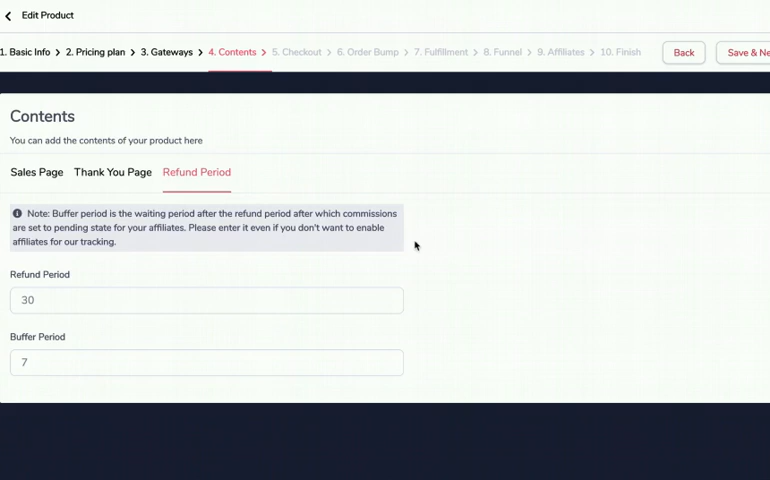 Edit Product
1. Basic Info > 2. Pricing plan > 3. Gateways > 4. Contents > 5. Checkout > 6. Order Bump > 7. Fulfillment > 8. Funnel > 9. Affiliates > 10. Finish Back Save & Ne
Contents
You can add the contents of your product here
Sales Page Thank You Page Refund Period
Note: Buffer period is the waiting period after the refund period after which commissions
are set to pending state for your affiliates. Please enter it even if you don't want to enable
affiliates for our tracking.
Refund Period
30
Buffer Period
7